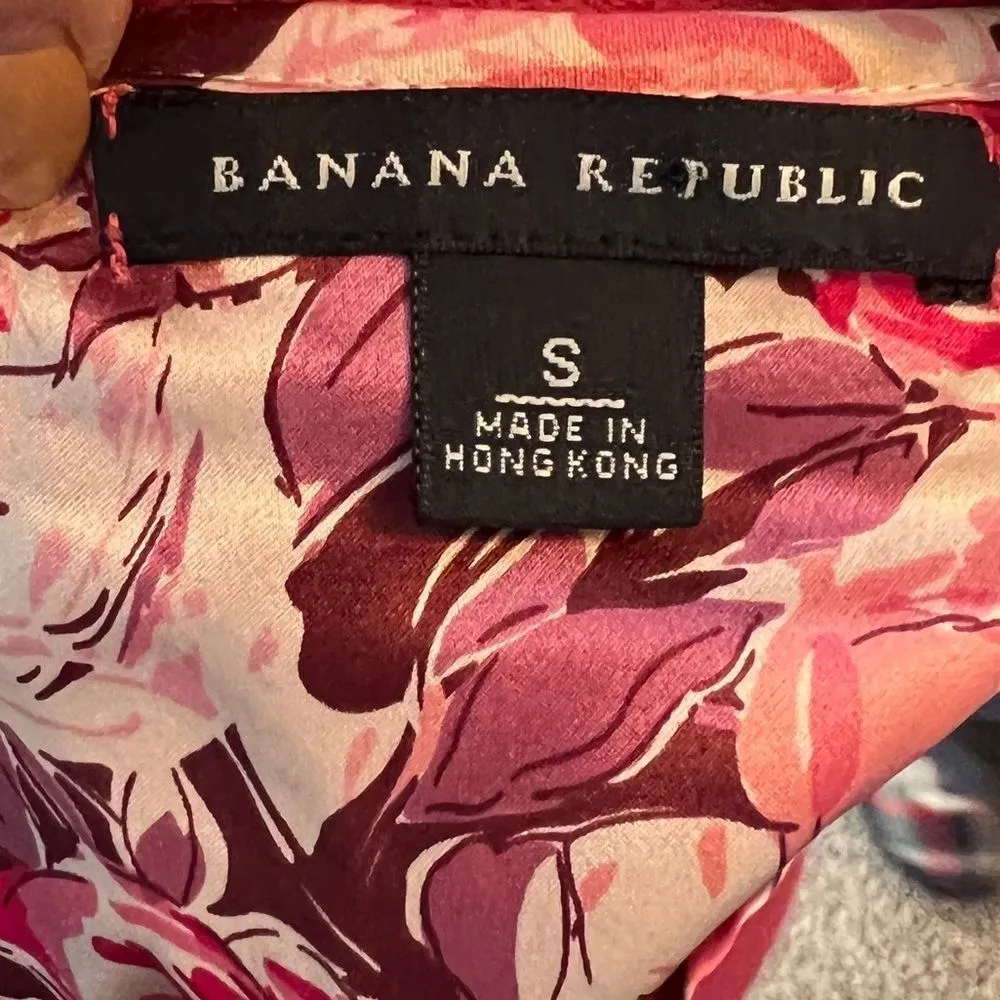 BANANA REPUBLIC
S
MADE IN
HONG KONG